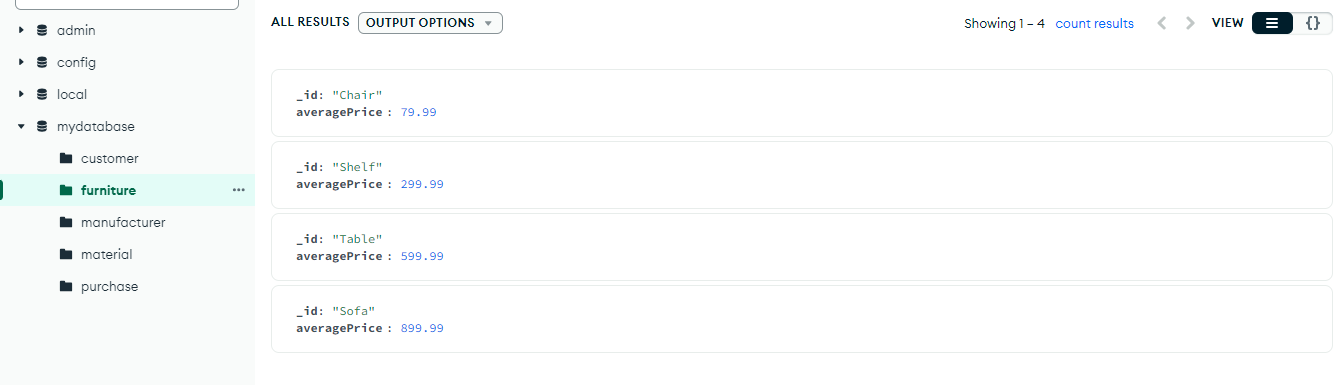 ALL RESULTS OUTPUT OPTIONS Showing 1 – 4 count results VIEW {}
admin
config
local
mydatabase
customer
furniture
manufacturer
material
purchase
_id: "Chair"
averagePrice : 79.99
_id: "Shelf"
averagePrice : 299.99
_id: "Table"
averagePrice : 599.99
_id: "Sofa"
averagePrice : 899.99